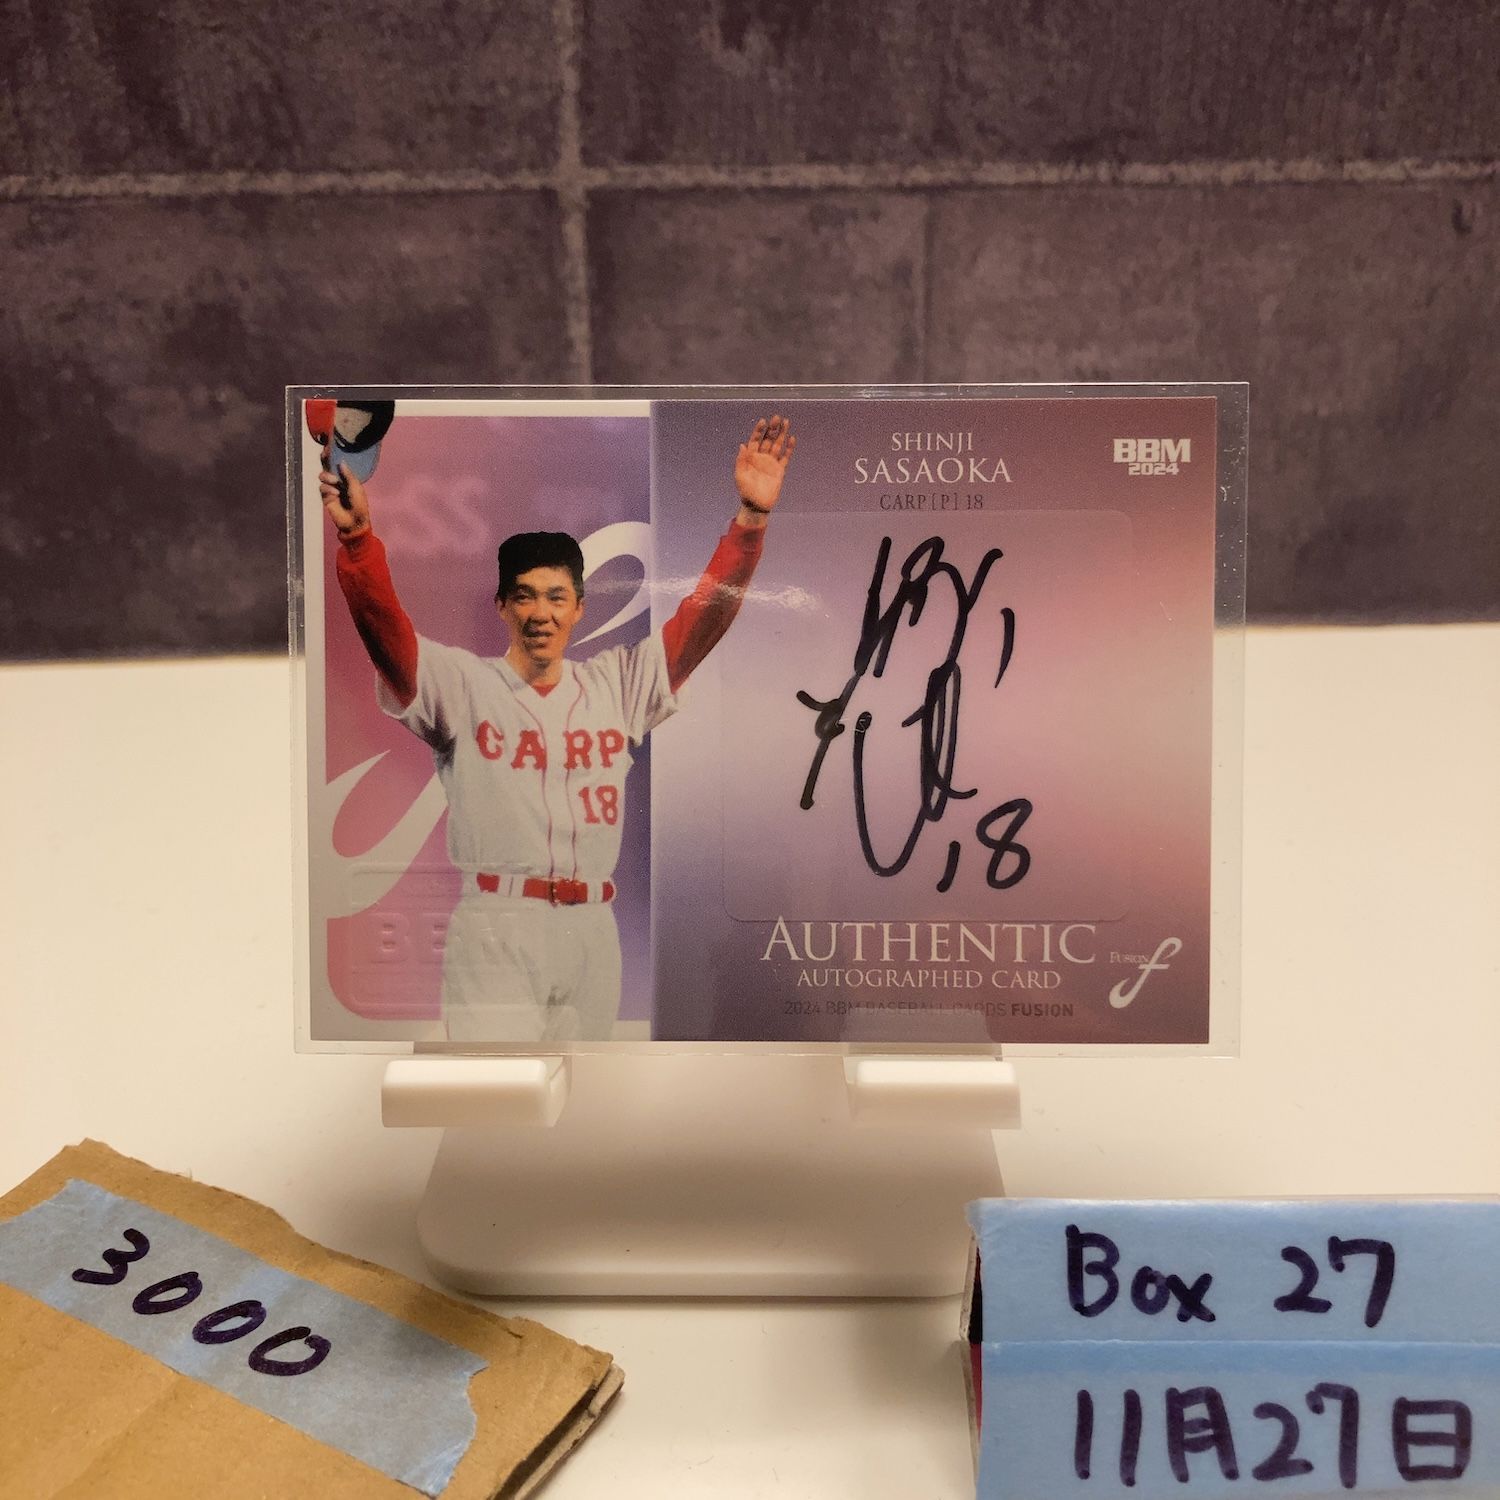 SHINJI
SASAOKA
CARP [P] 18
BBM
2024
CARP
18
18
BBM
AUTHENTIC
AUTOGRAPHED CARD
FUSION f
2024 BBM BASEBALL CARDS FUSION
3000
Box 27
11月27日